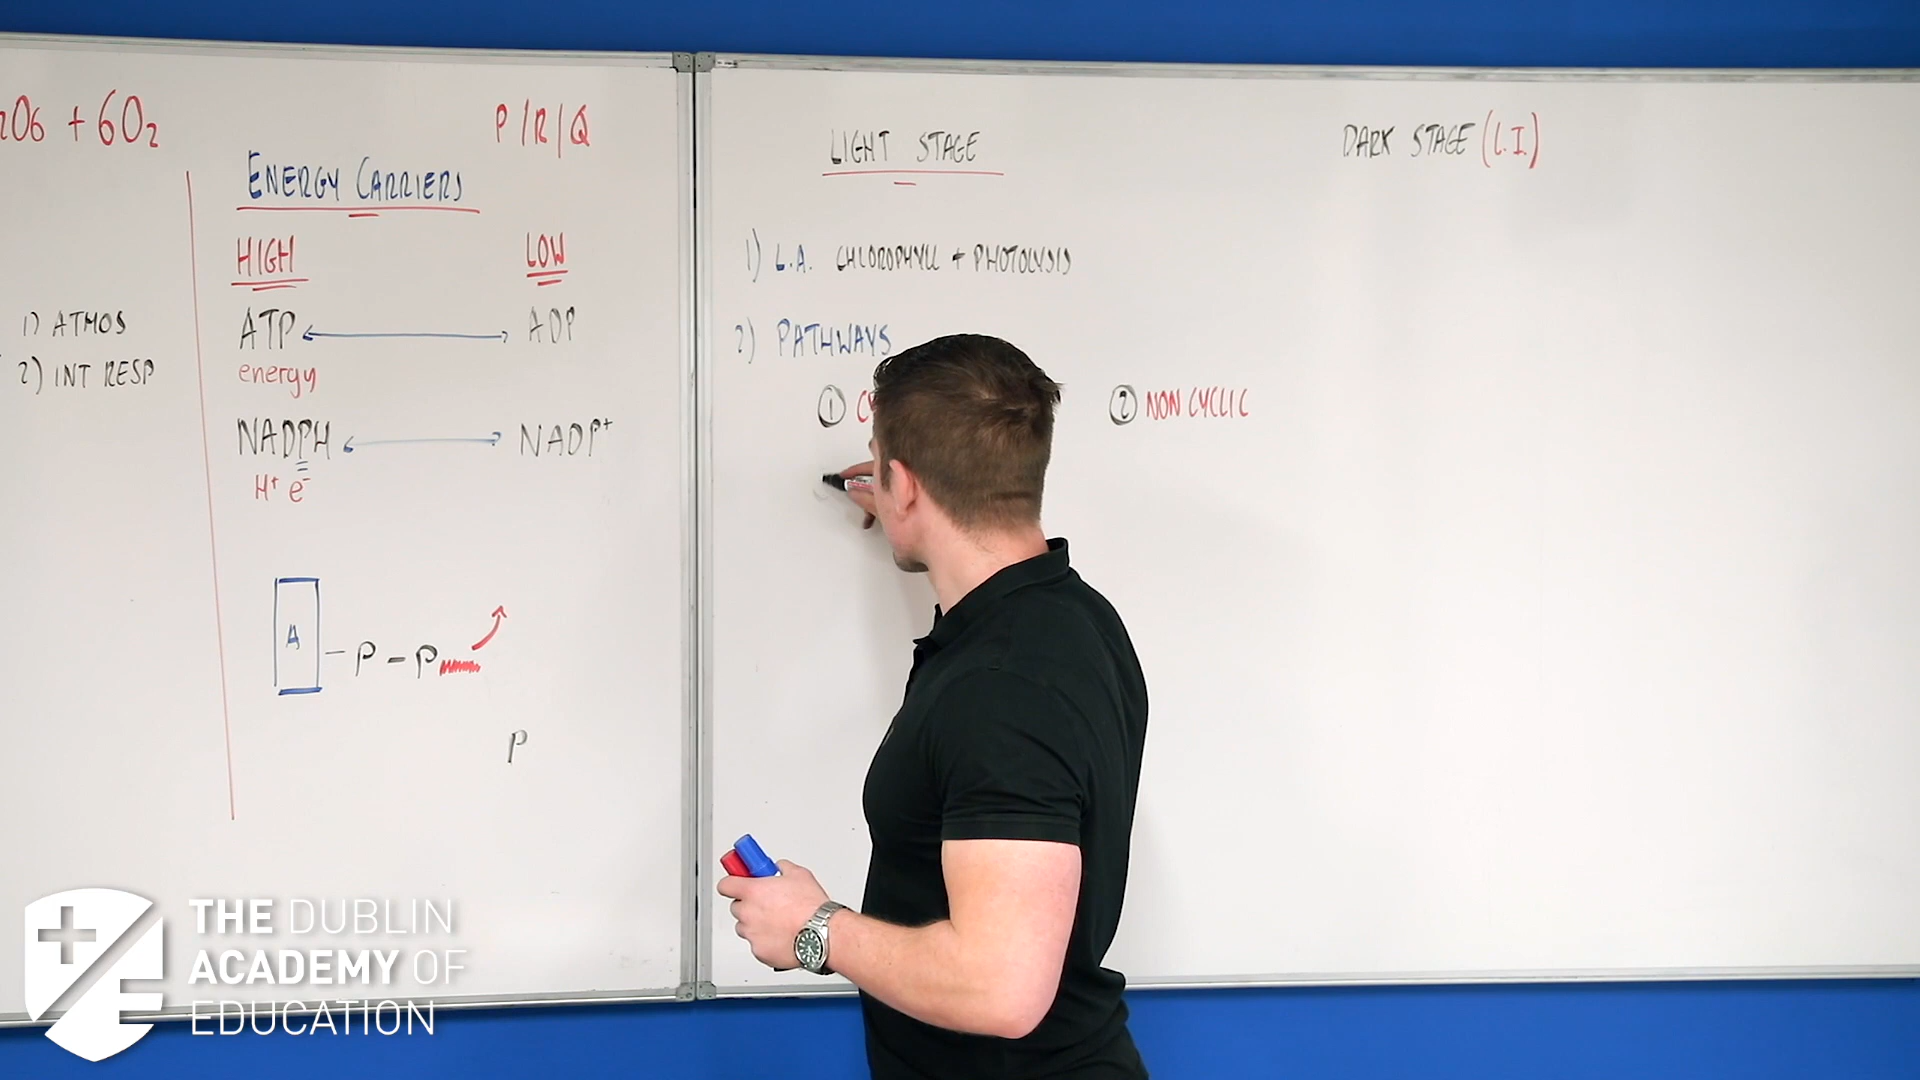 2O6 + 6O2
1) ATMOS
2) INT RESP
P/R/Q
ENERGY CARRIERS
HIGH
LOW
ATP
ADP
energy
NADPH
NADP+
H+ e-
A - P - P
P
LIGHT STAGE
1) L.A. CHLOROPHYLL + PHOTOLYSIS
2) PATHWAYS
① C
② NON CYCLIC
DARK STAGE (L.I.)
THE DUBLIN
ACADEMY OF
EDUCATION